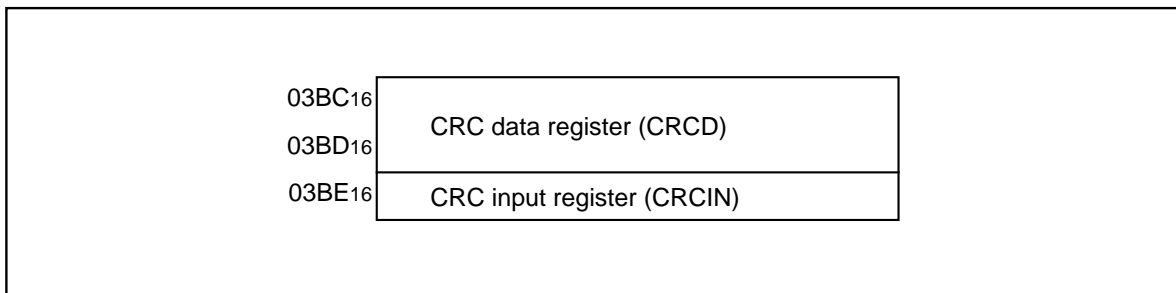 03BC16
CRC data register (CRCD)
03BD16
03BE16 CRC input register (CRCIN)